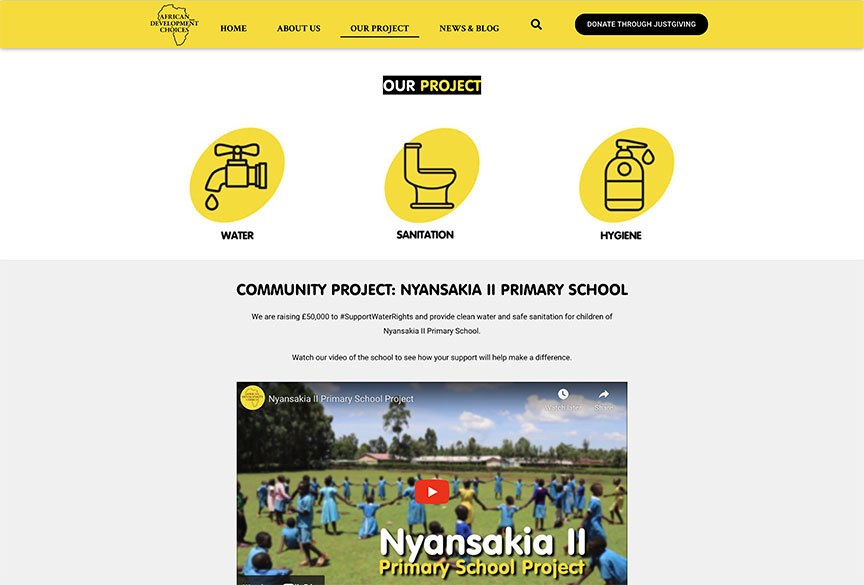 AFRICAN
DEVELOPMENT
CHOICES
HOME
ABOUT US
OUR PROJECT
NEWS & BLOG
DONATE THROUGH JUSTGIVING
OUR PROJECT
WATER
SANITATION
HYGIENE
COMMUNITY PROJECT: NYANSAKIA II PRIMARY SCHOOL
We are raising £50,000 to #SupportWaterRights and provide clean water and safe sanitation for children of
Nyansakia II Primary School.
Watch our video of the school to see how your support will help make a difference.
Nyansakia II Primary School Project
Watch later
Share
Nyansakia II
Primary School Project